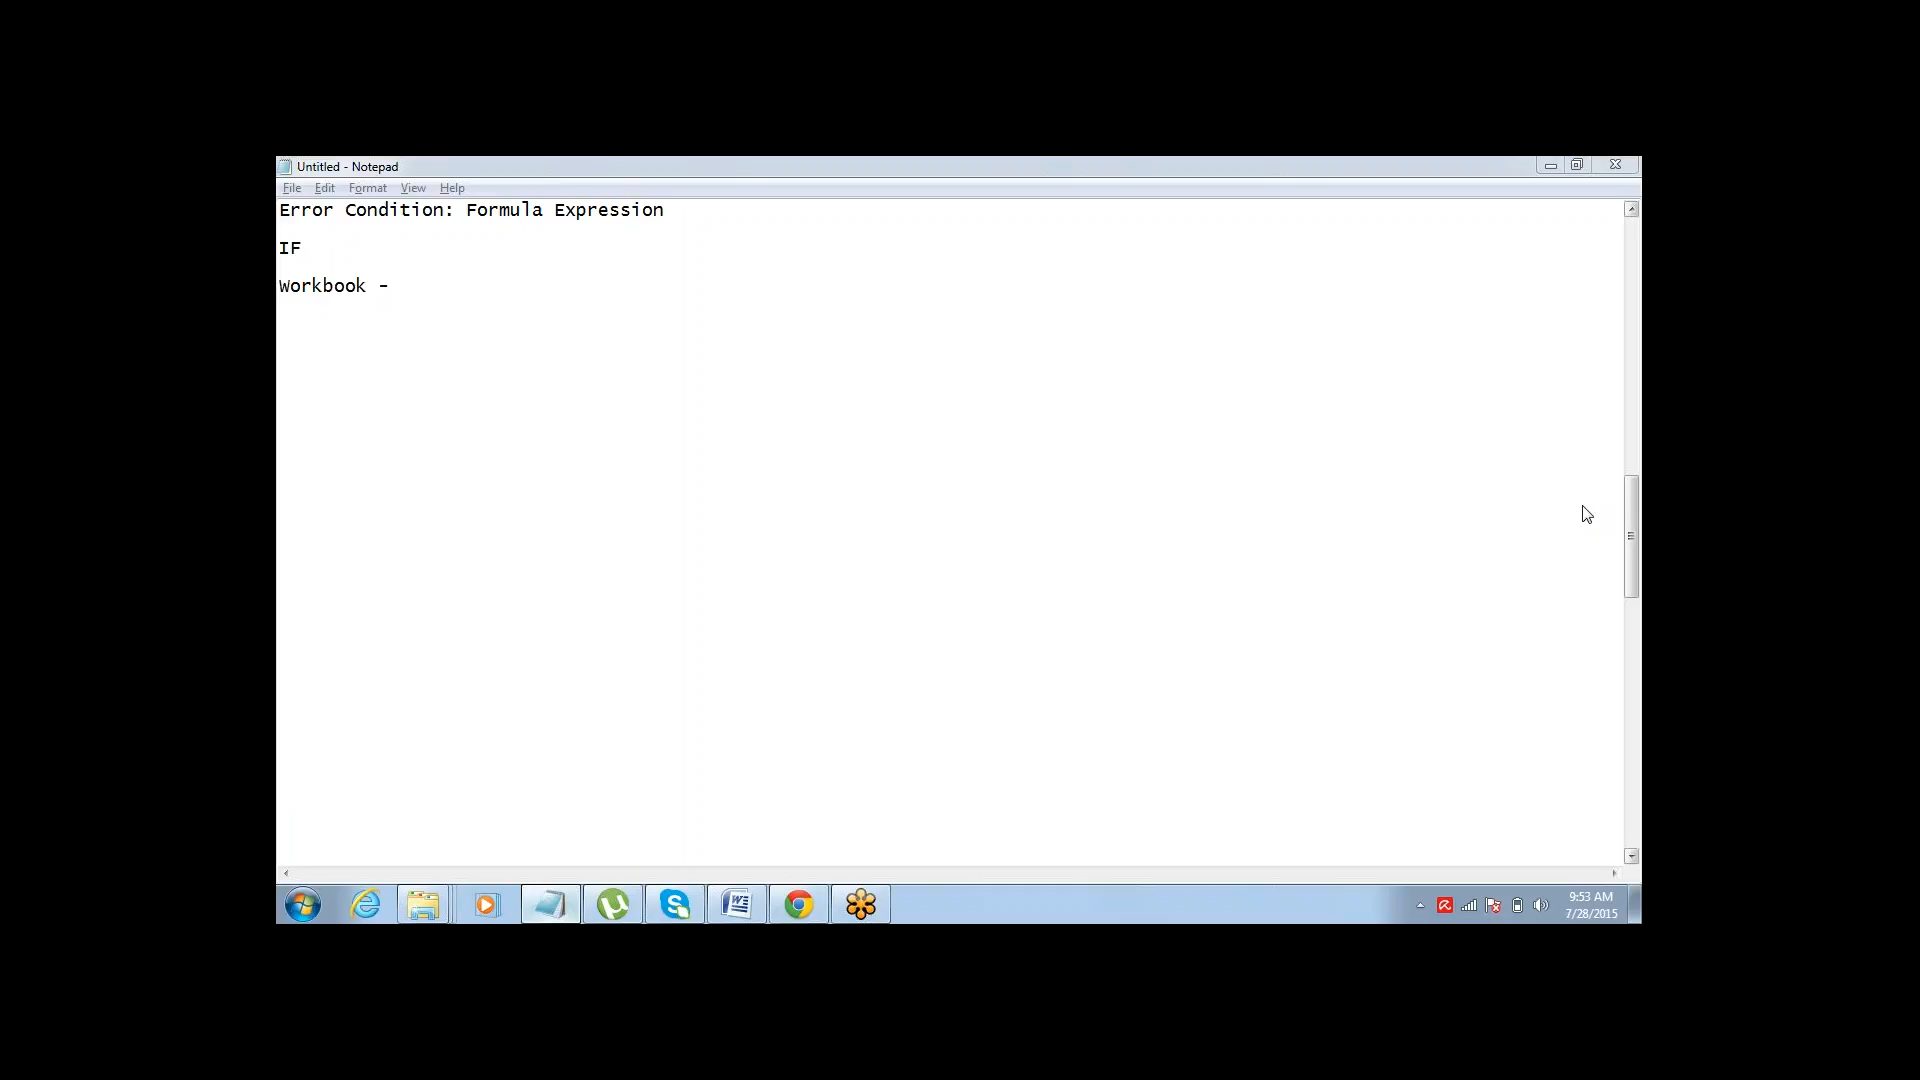 Untitled - Notepad
File Edit Format View Help
Error Condition: Formula Expression
IF
Workbook -
9:53 AM
7/28/2015